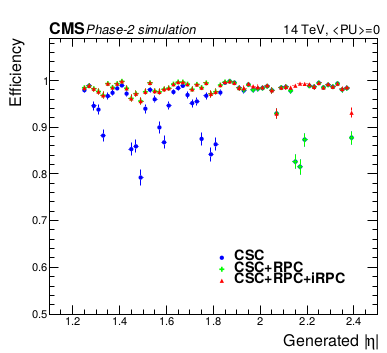 CMS Phase-2 simulation 14 TeV, <PU>=0
Efficiency
1
0.9
0.8
0.7
0.6
0.5
CSC
CSC+RPC
CSC+RPC+iRPC
1.2 1.4 1.6 1.8 2 2.2 2.4
Generated |η|